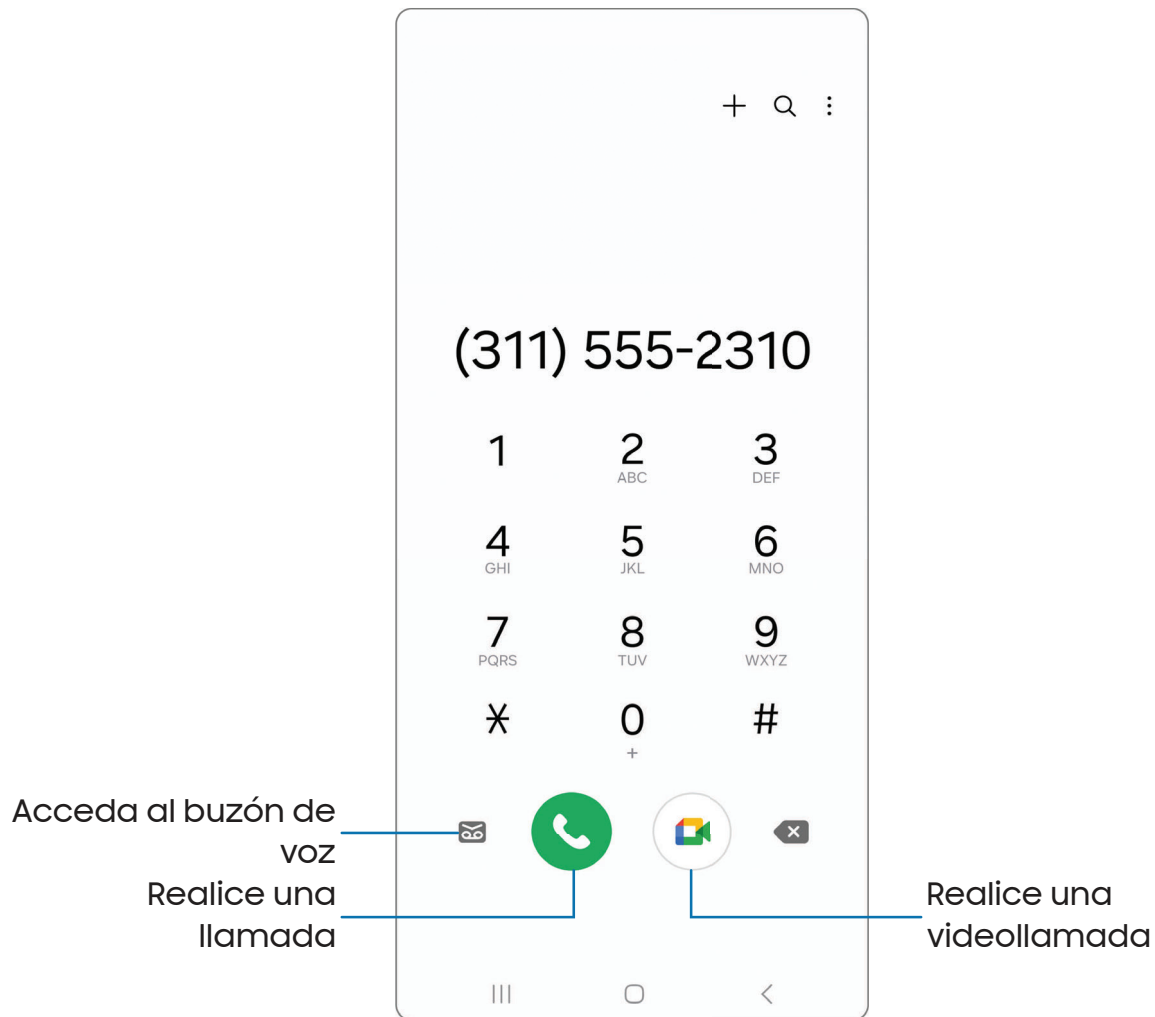 (311) 555-2310
1 2 3
ABC DEF
4 5 6
GHI JKL MNO
7 8 9
PQRS TUV WXYZ
* 0 #
+
Acceda al buzón de
voz
Realice una
llamada
Realice una
videollamada